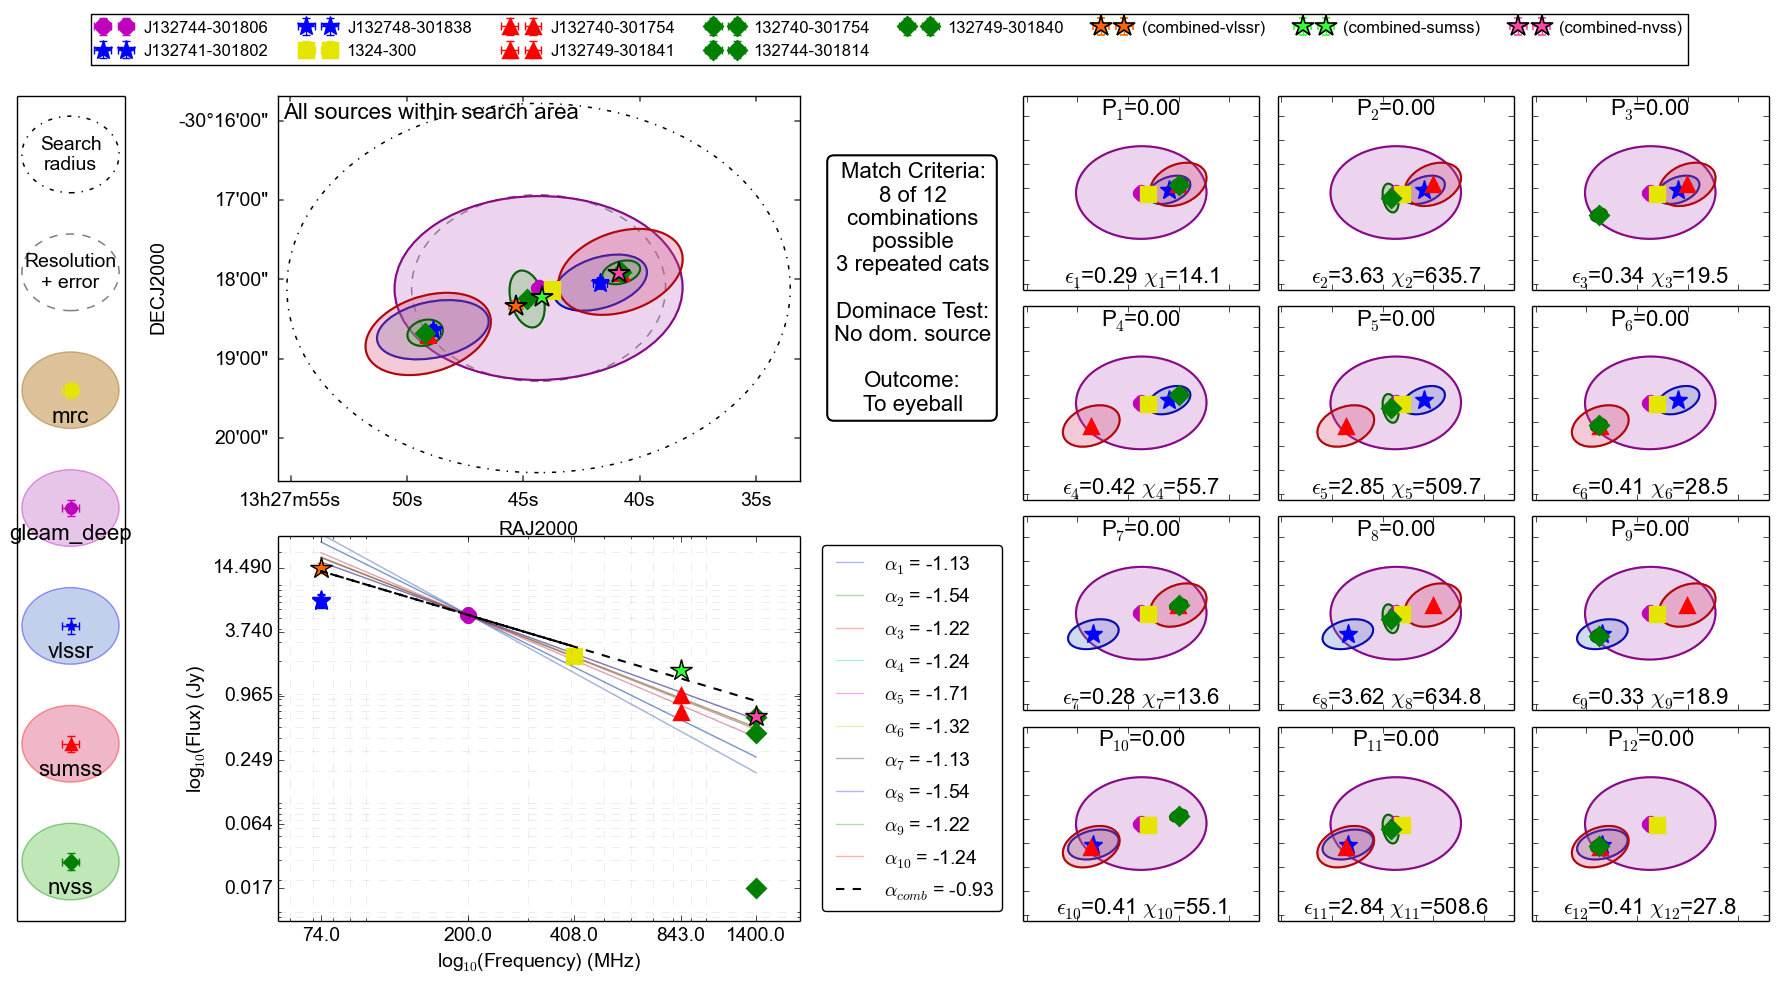 J132744-301806 J132748-301838 J132740-301754 132740-301754 132749-301840 (combined-vlssr) (combined-sumss) (combined-nvss)
J132741-301802 1324-300 J132749-301841 132744-301814
Search
radius
Resolution
+ error
mrc
gleam_deep
vlssr
sumss
nvss
All sources within search area
-30°16'00"
17'00"
18'00"
19'00"
20'00"
DECJ2000
13h27m55s 50s 45s 40s 35s
RAJ2000
Match Criteria:
8 of 12
combinations
possible
3 repeated cats
Dominace Test:
No dom. source
Outcome:
To eyeball
14.490
3.740
0.965
0.249
0.064
0.017
log10(Flux) (Jy)
74.0 200.0 408.0 843.0 1400.0
log10(Frequency) (MHz)
α1 = -1.13
α2 = -1.54
α3 = -1.22
α4 = -1.24
α5 = -1.71
α6 = -1.32
α7 = -1.13
α8 = -1.54
α9 = -1.22
α10 = -1.24
αcomb = -0.93
P1=0.00 P2=0.00 P3=0.00
ϵ1=0.29 χ1=14.1 ϵ2=3.63 χ2=635.7 ϵ3=0.34 χ3=19.5
P4=0.00 P5=0.00 P6=0.00
ϵ4=0.42 χ4=55.7 ϵ5=2.85 χ5=509.7 ϵ6=0.41 χ6=28.5
P7=0.00 P8=0.00 P9=0.00
ϵ7=0.28 χ7=13.6 ϵ8=3.62 χ8=634.8 ϵ9=0.33 χ9=18.9
P10=0.00 P11=0.00 P12=0.00
ϵ10=0.41 χ10=55.1 ϵ11=2.84 χ11=508.6 ϵ12=0.41 χ12=27.8